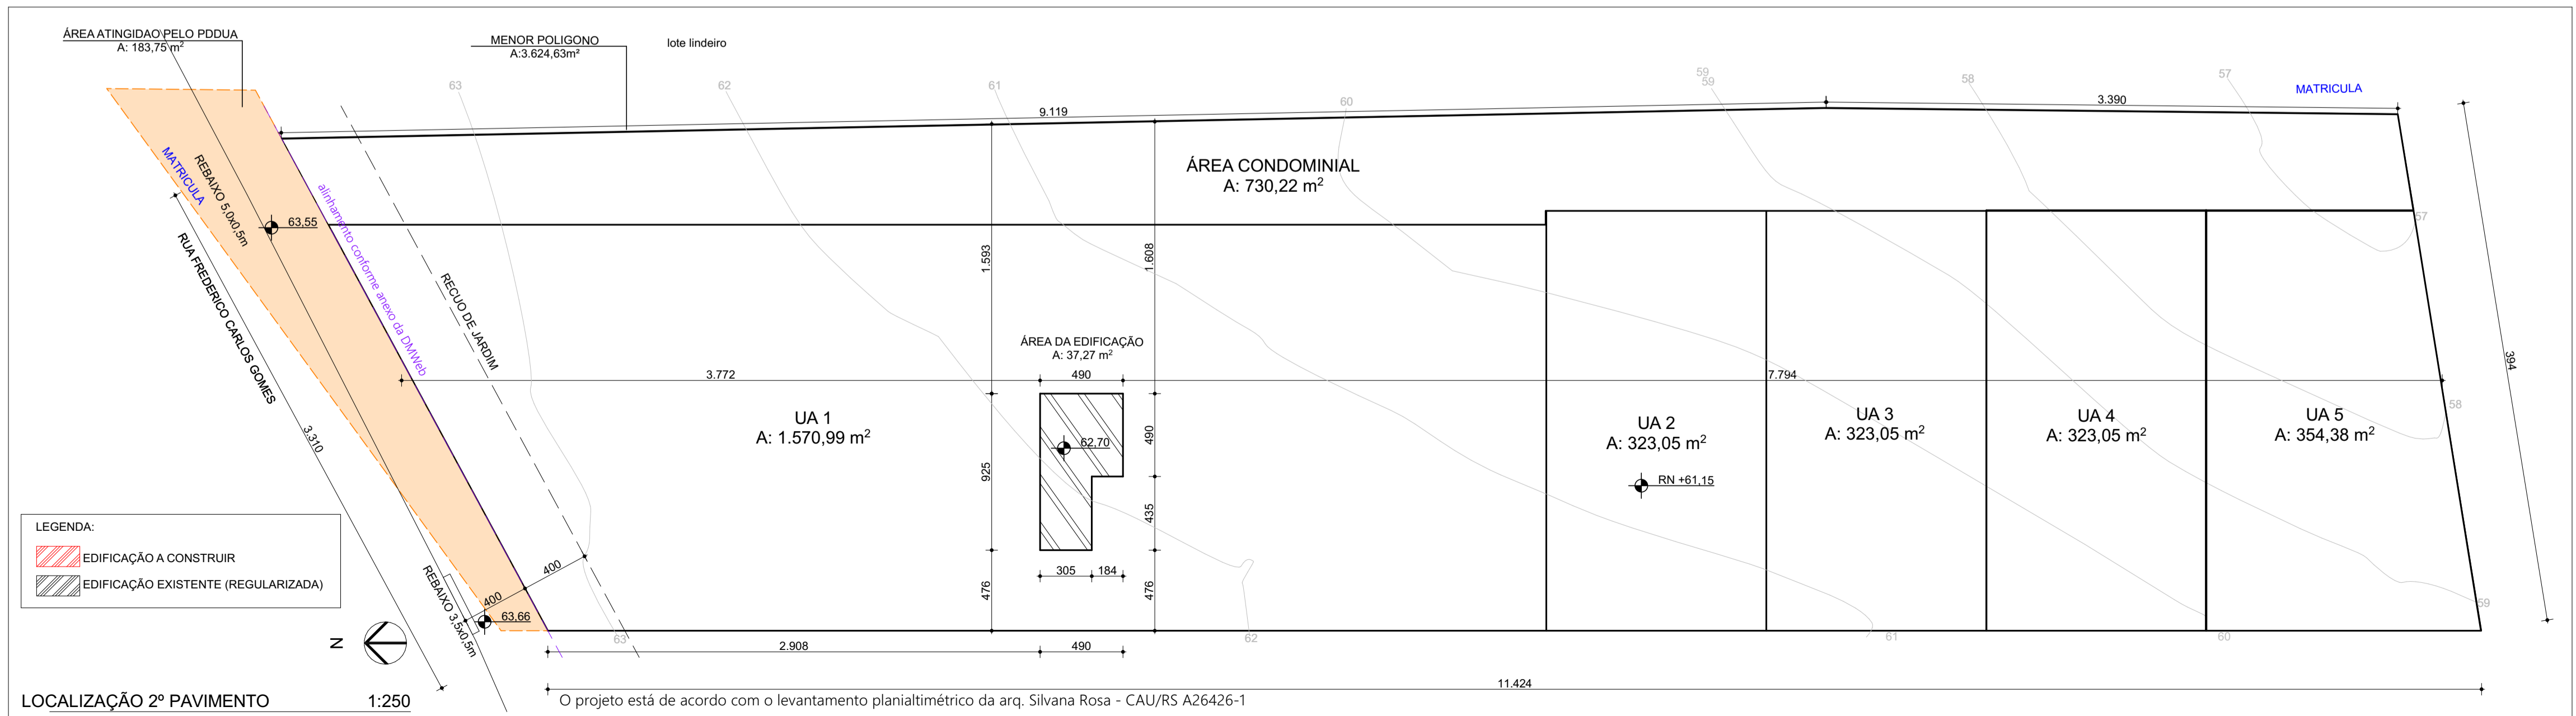 ÁREA ATINGIDAO PELO PDDUA
A: 183,75 m²
MENOR POLIGONO
A:3.624,63m²
lote lindeiro
63
62
61
60
59
59
58
57
MATRICULA
9.119
3.390
ÁREA CONDOMINIAL
A: 730,22 m²
MATRICULA
REBAIXO 5,0x0,5m
63,55
alinhamento conforme anexo da DMWeb
RUA FREDERICO CARLOS GOMES
RECUO DE JARDIM
3.310
1.593
1.608
57
394
ÁREA DA EDIFICAÇÃO
A: 37,27 m²
3.772
490
7.794
UA 1
A: 1.570,99 m²
UA 2
A: 323,05 m²
UA 3
A: 323,05 m²
UA 4
A: 323,05 m²
UA 5
A: 354,38 m²
58
62,70
925
490
435
RN +61,15
LEGENDA:
EDIFICAÇÃO A CONSTRUIR
EDIFICAÇÃO EXISTENTE (REGULARIZADA)
305
184
476
476
400
400
63,66
REBAIXO 3,5x0,5m
N
63
62
61
60
59
2.908
490
11.424
LOCALIZAÇÃO 2º PAVIMENTO 1:250
O projeto está de acordo com o levantamento planialtimétrico da arq. Silvana Rosa - CAU/RS A26426-1